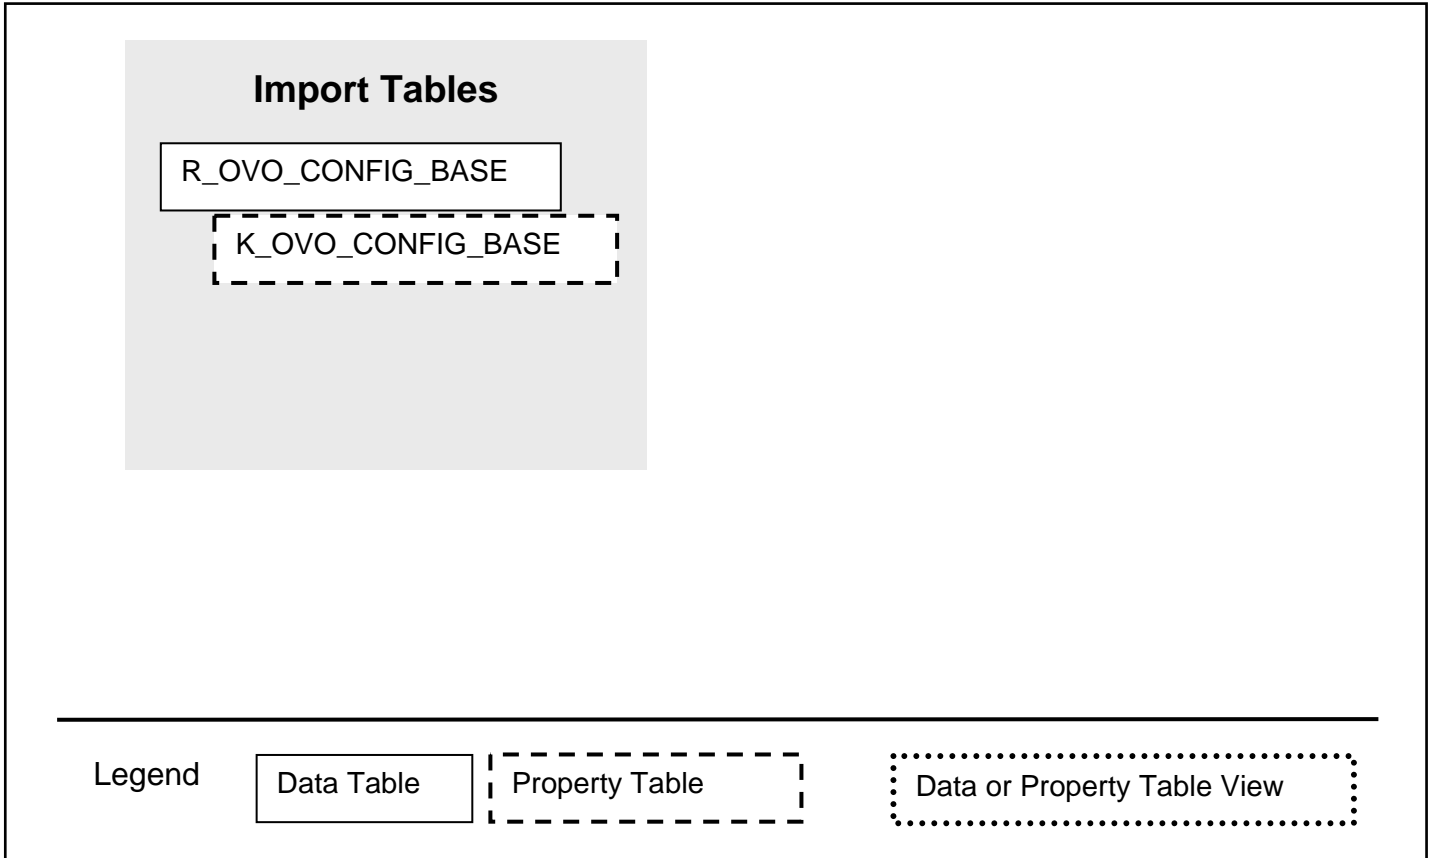 Import Tables
R_OVO_CONFIG_BASE
K_OVO_CONFIG_BASE
Legend
Data Table
Property Table
Data or Property Table View